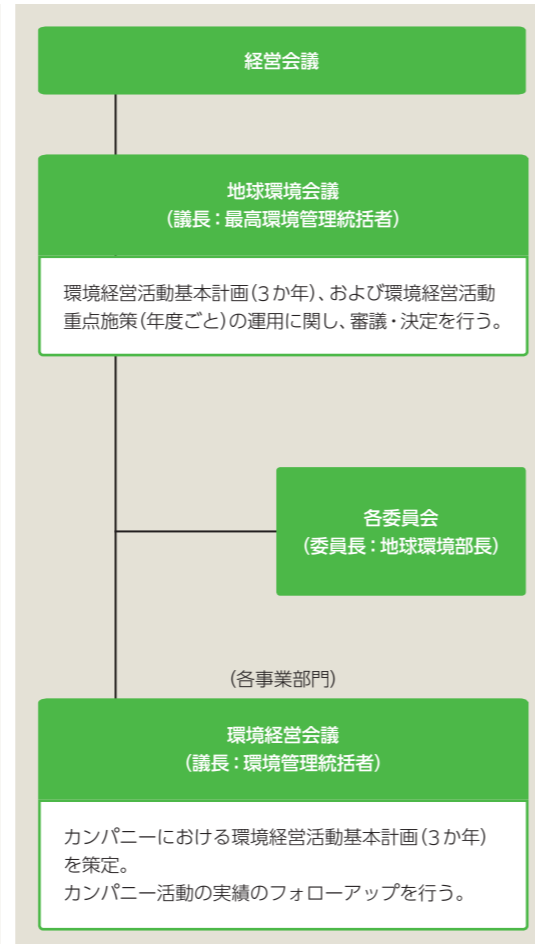 経営会議
地球環境会議
（議長：最高環境管理統括者）
環境経営活動基本計画(3か年)、および環境経営活動
重点施策(年度ごと)の運用に関し、審議・決定を行う。
各委員会
（委員長：地球環境部長）
（各事業部門）
環境経営会議
（議長：環境管理統括者）
カンパニーにおける環境経営活動基本計画(3か年)
を策定。
カンパニー活動の実績のフォローアップを行う。